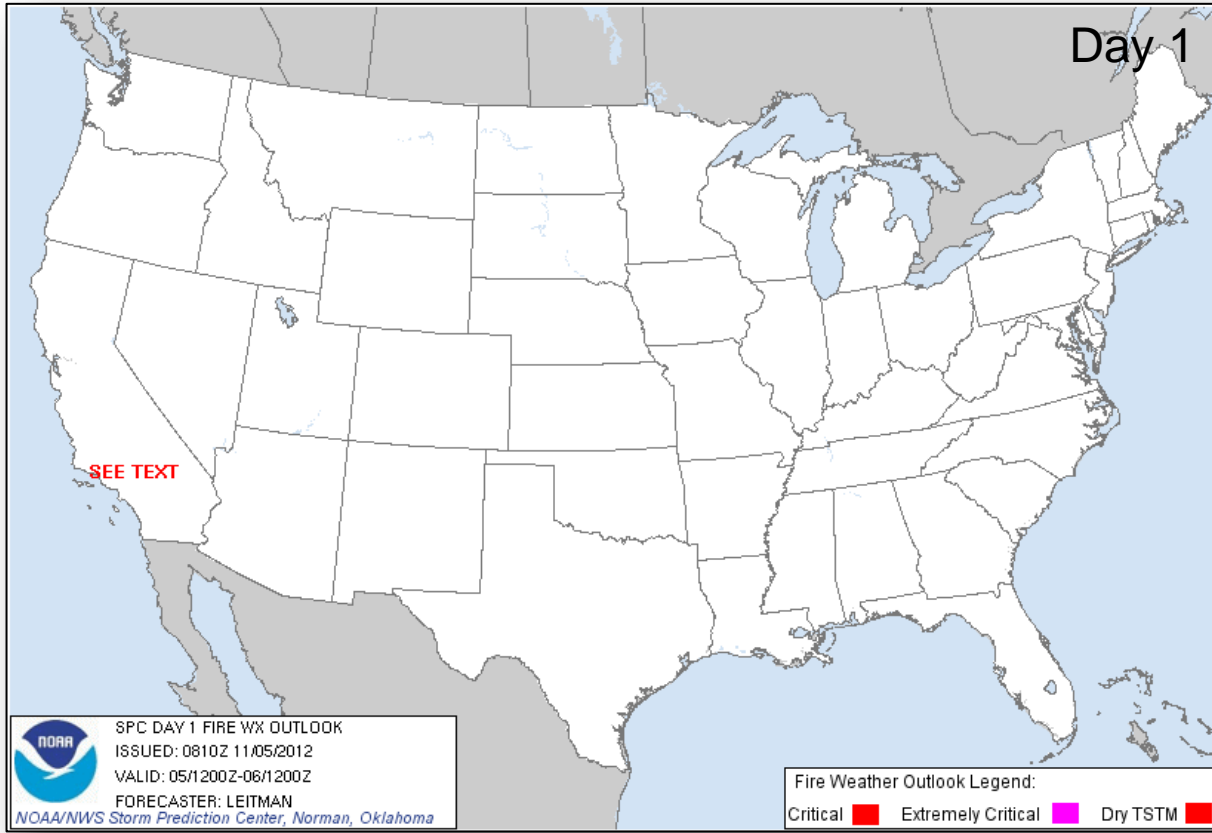 Day 1
SEE TEXT
NOAA
SPC DAY 1 FIRE WX OUTLOOK
ISSUED: 0810Z 11/05/2012
VALID: 05/1200Z-06/1200Z
FORECASTER: LEITMAN
NOAA/NWS Storm Prediction Center, Norman, Oklahoma
Fire Weather Outlook Legend:
Critical Extremely Critical Dry TSTM